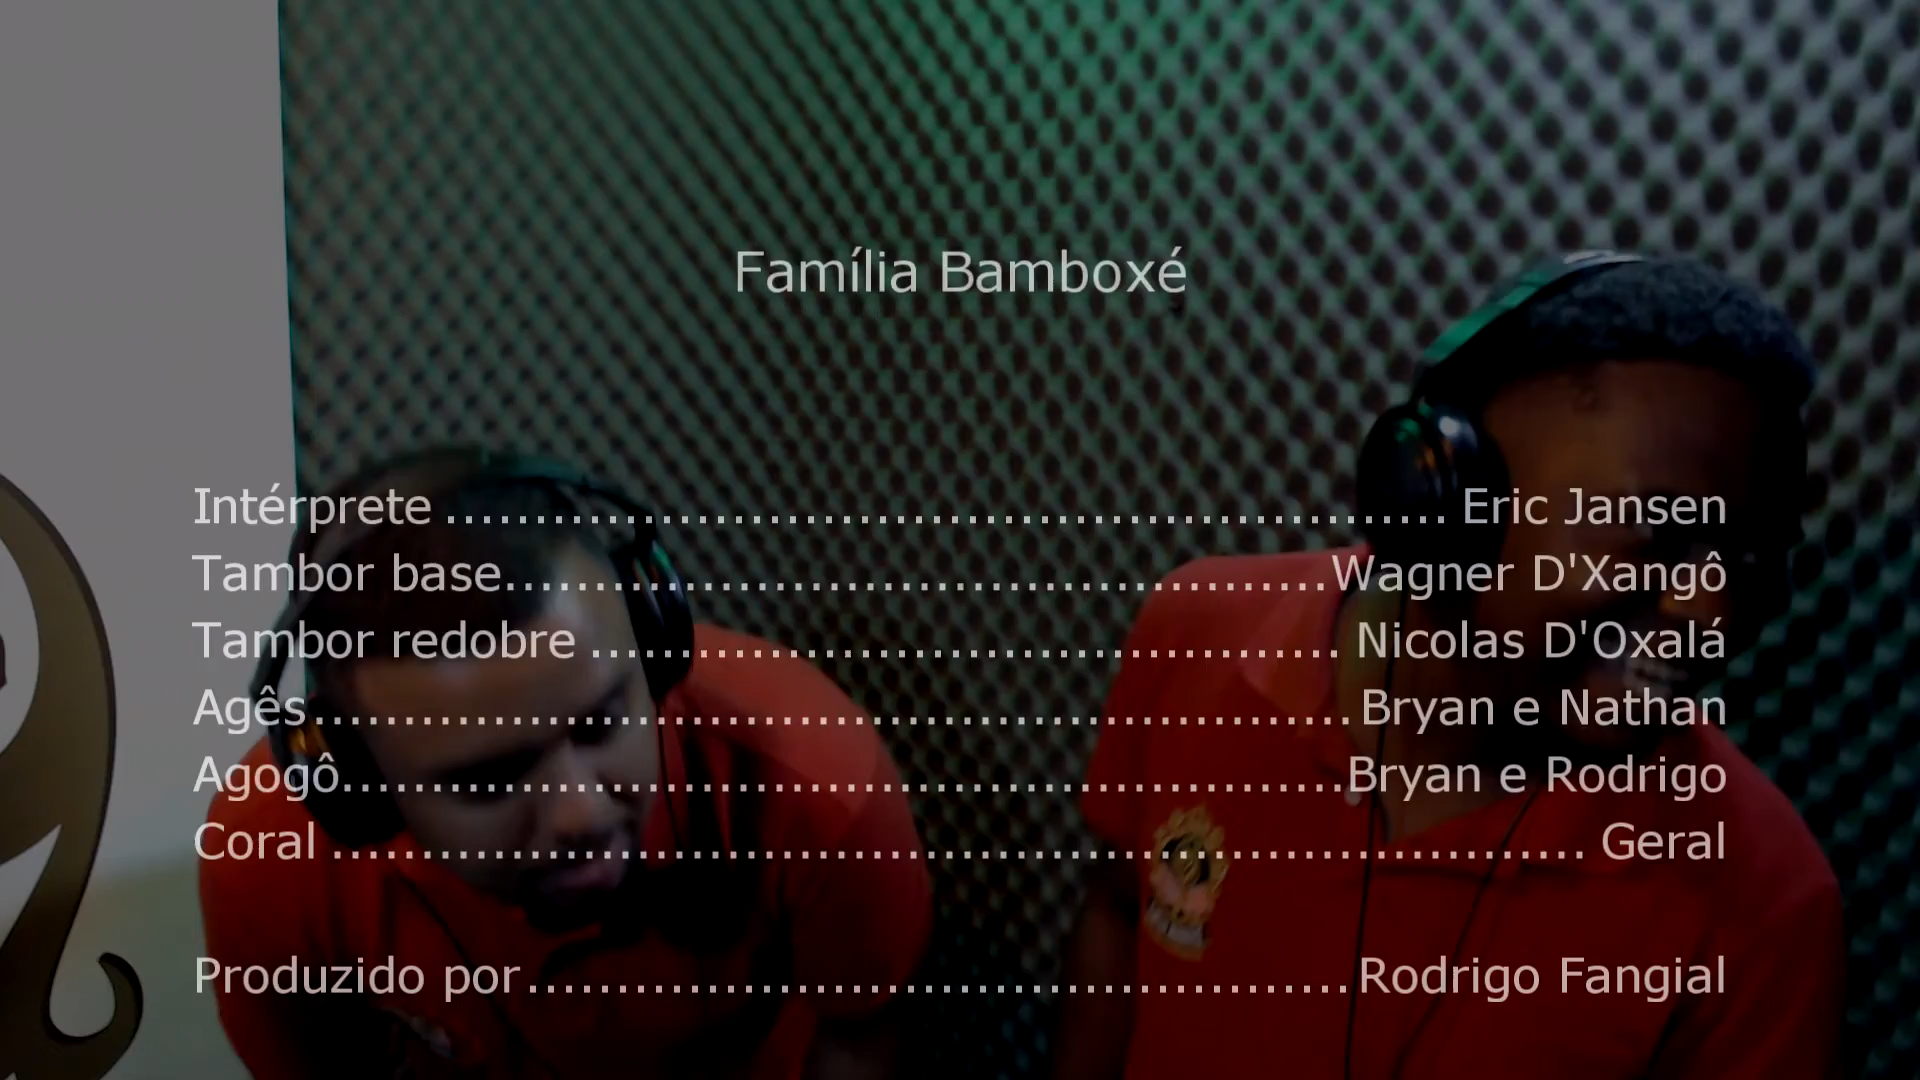 Família Bamboxé
Intérprete ........................................................ Eric Jansen
Tambor base..............................................Wagner D'Xangô
Tambor redobre .......................................... Nicolas D'Oxalá
Agês..........................................................Bryan e Nathan
Agogô........................................................Bryan e Rodrigo
Coral ...................................................................... Geral
Produzido por..............................................Rodrigo Fangial